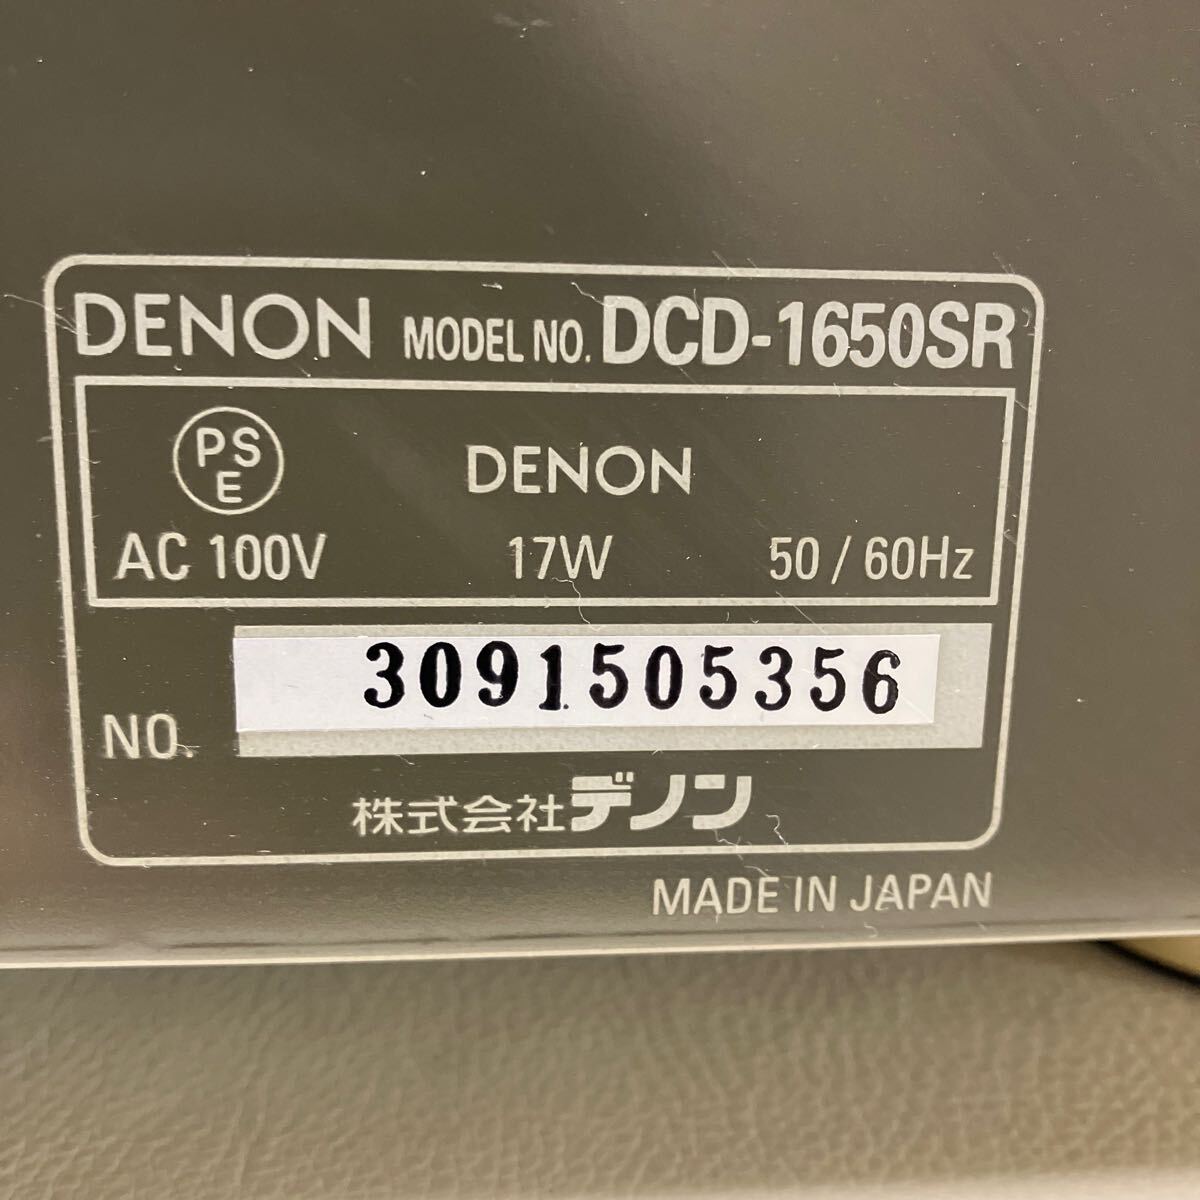 DENON MODEL NO. DCD-1650SR
PS
E
DENON
AC 100V 17W 50 / 60Hz
NO. 3091505356
株式会社デノン
MADE IN JAPAN